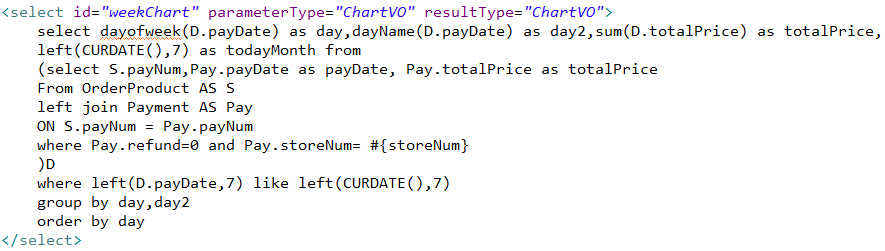 <select id="weekChart" parameterType="ChartVO" resultType="ChartVO">
select dayofweek(D.payDate) as day,dayName(D.payDate) as day2,sum(D.totalPrice) as totalPrice,
left(CURDATE(),7) as todayMonth from
(select S.payNum,Pay.payDate as payDate, Pay.totalPrice as totalPrice
From OrderProduct AS S
left join Payment AS Pay
ON S.payNum = Pay.payNum
where Pay.refund=0 and Pay.storeNum= #{storeNum}
)D
where left(D.payDate,7) like left(CURDATE(),7)
group by day,day2
order by day
</select>